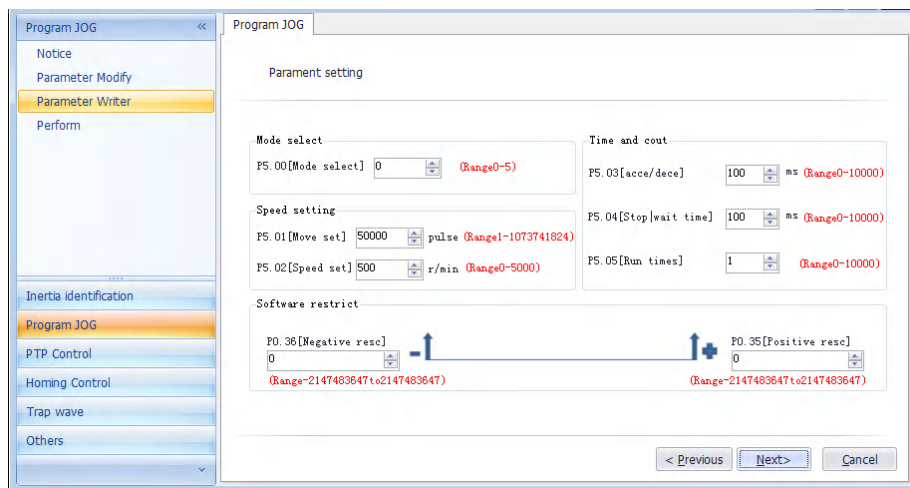 Program JOG «
Notice
Parameter Modify
Parameter Writer
Perform
Inertia identification
Program JOG
PTP Control
Homing Control
Trap wave
Others
Program JOG
Parament setting
Mode select
P5.00[Mode select] 0 (Range0-5)
Speed setting
P5.01[Move set] 50000 pulse (Range1-1073741824)
P5.02[Speed set] 500 r/min (Range0-5000)
Time and cout
P5.03[acce/dece] 100 ms (Range0-10000)
P5.04[Stop|wait time] 100 ms (Range0-10000)
P5.05[Run times] 1 (Range0-10000)
Software restrict
P0.36[Negative resc]
0
(Range-2147483647to2147483647)
P0.35[Positive resc]
0
(Range-2147483647to2147483647)
< Previous Next> Cancel